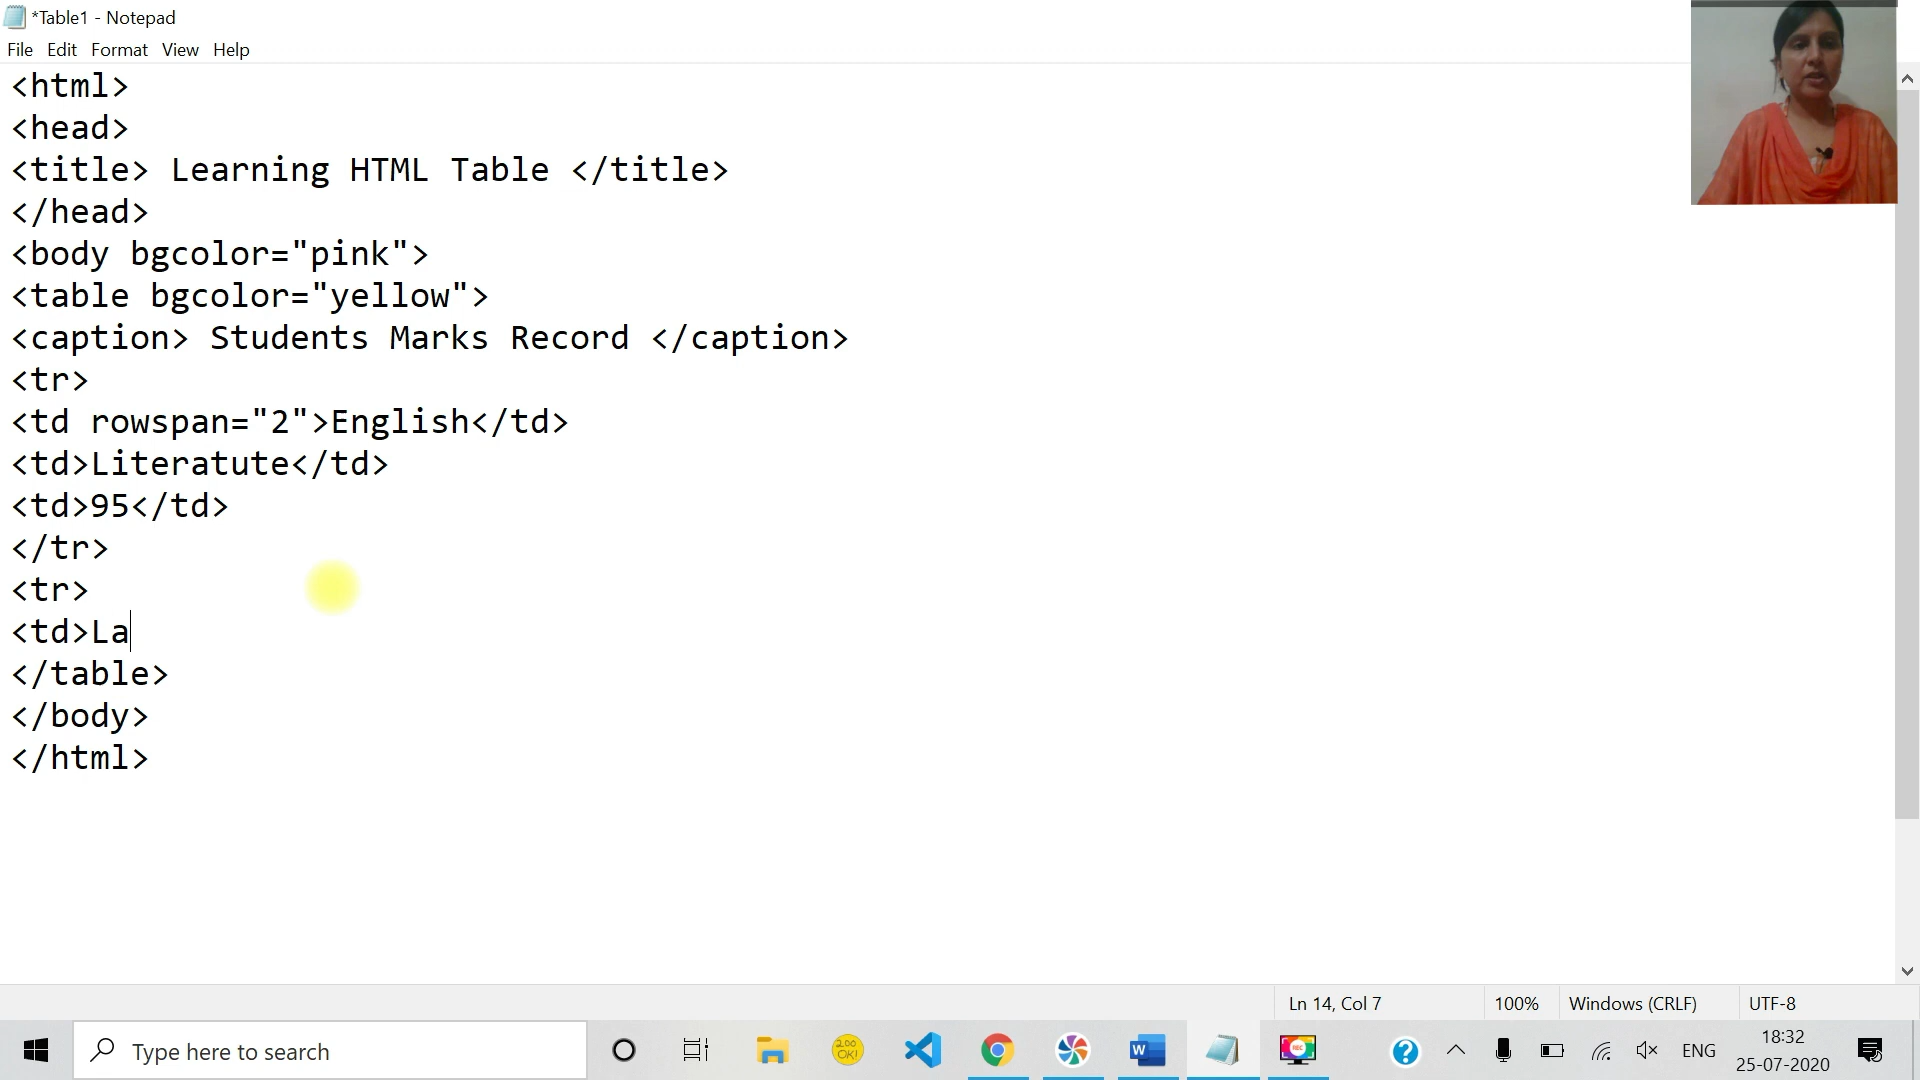 *Table1 - Notepad
File Edit Format View Help
<html>
<head>
<title> Learning HTML Table </title>
</head>
<body bgcolor="pink">
<table bgcolor="yellow">
<caption> Students Marks Record </caption>
<tr>
<td rowspan="2">English</td>
<td>Literatute</td>
<td>95</td>
</tr>
<tr>
<td>La
</table>
</body>
</html>
Ln 14, Col 7 100% Windows (CRLF) UTF-8
Type here to search
200 OK!
W
REC
?
ENG
18:32
25-07-2020